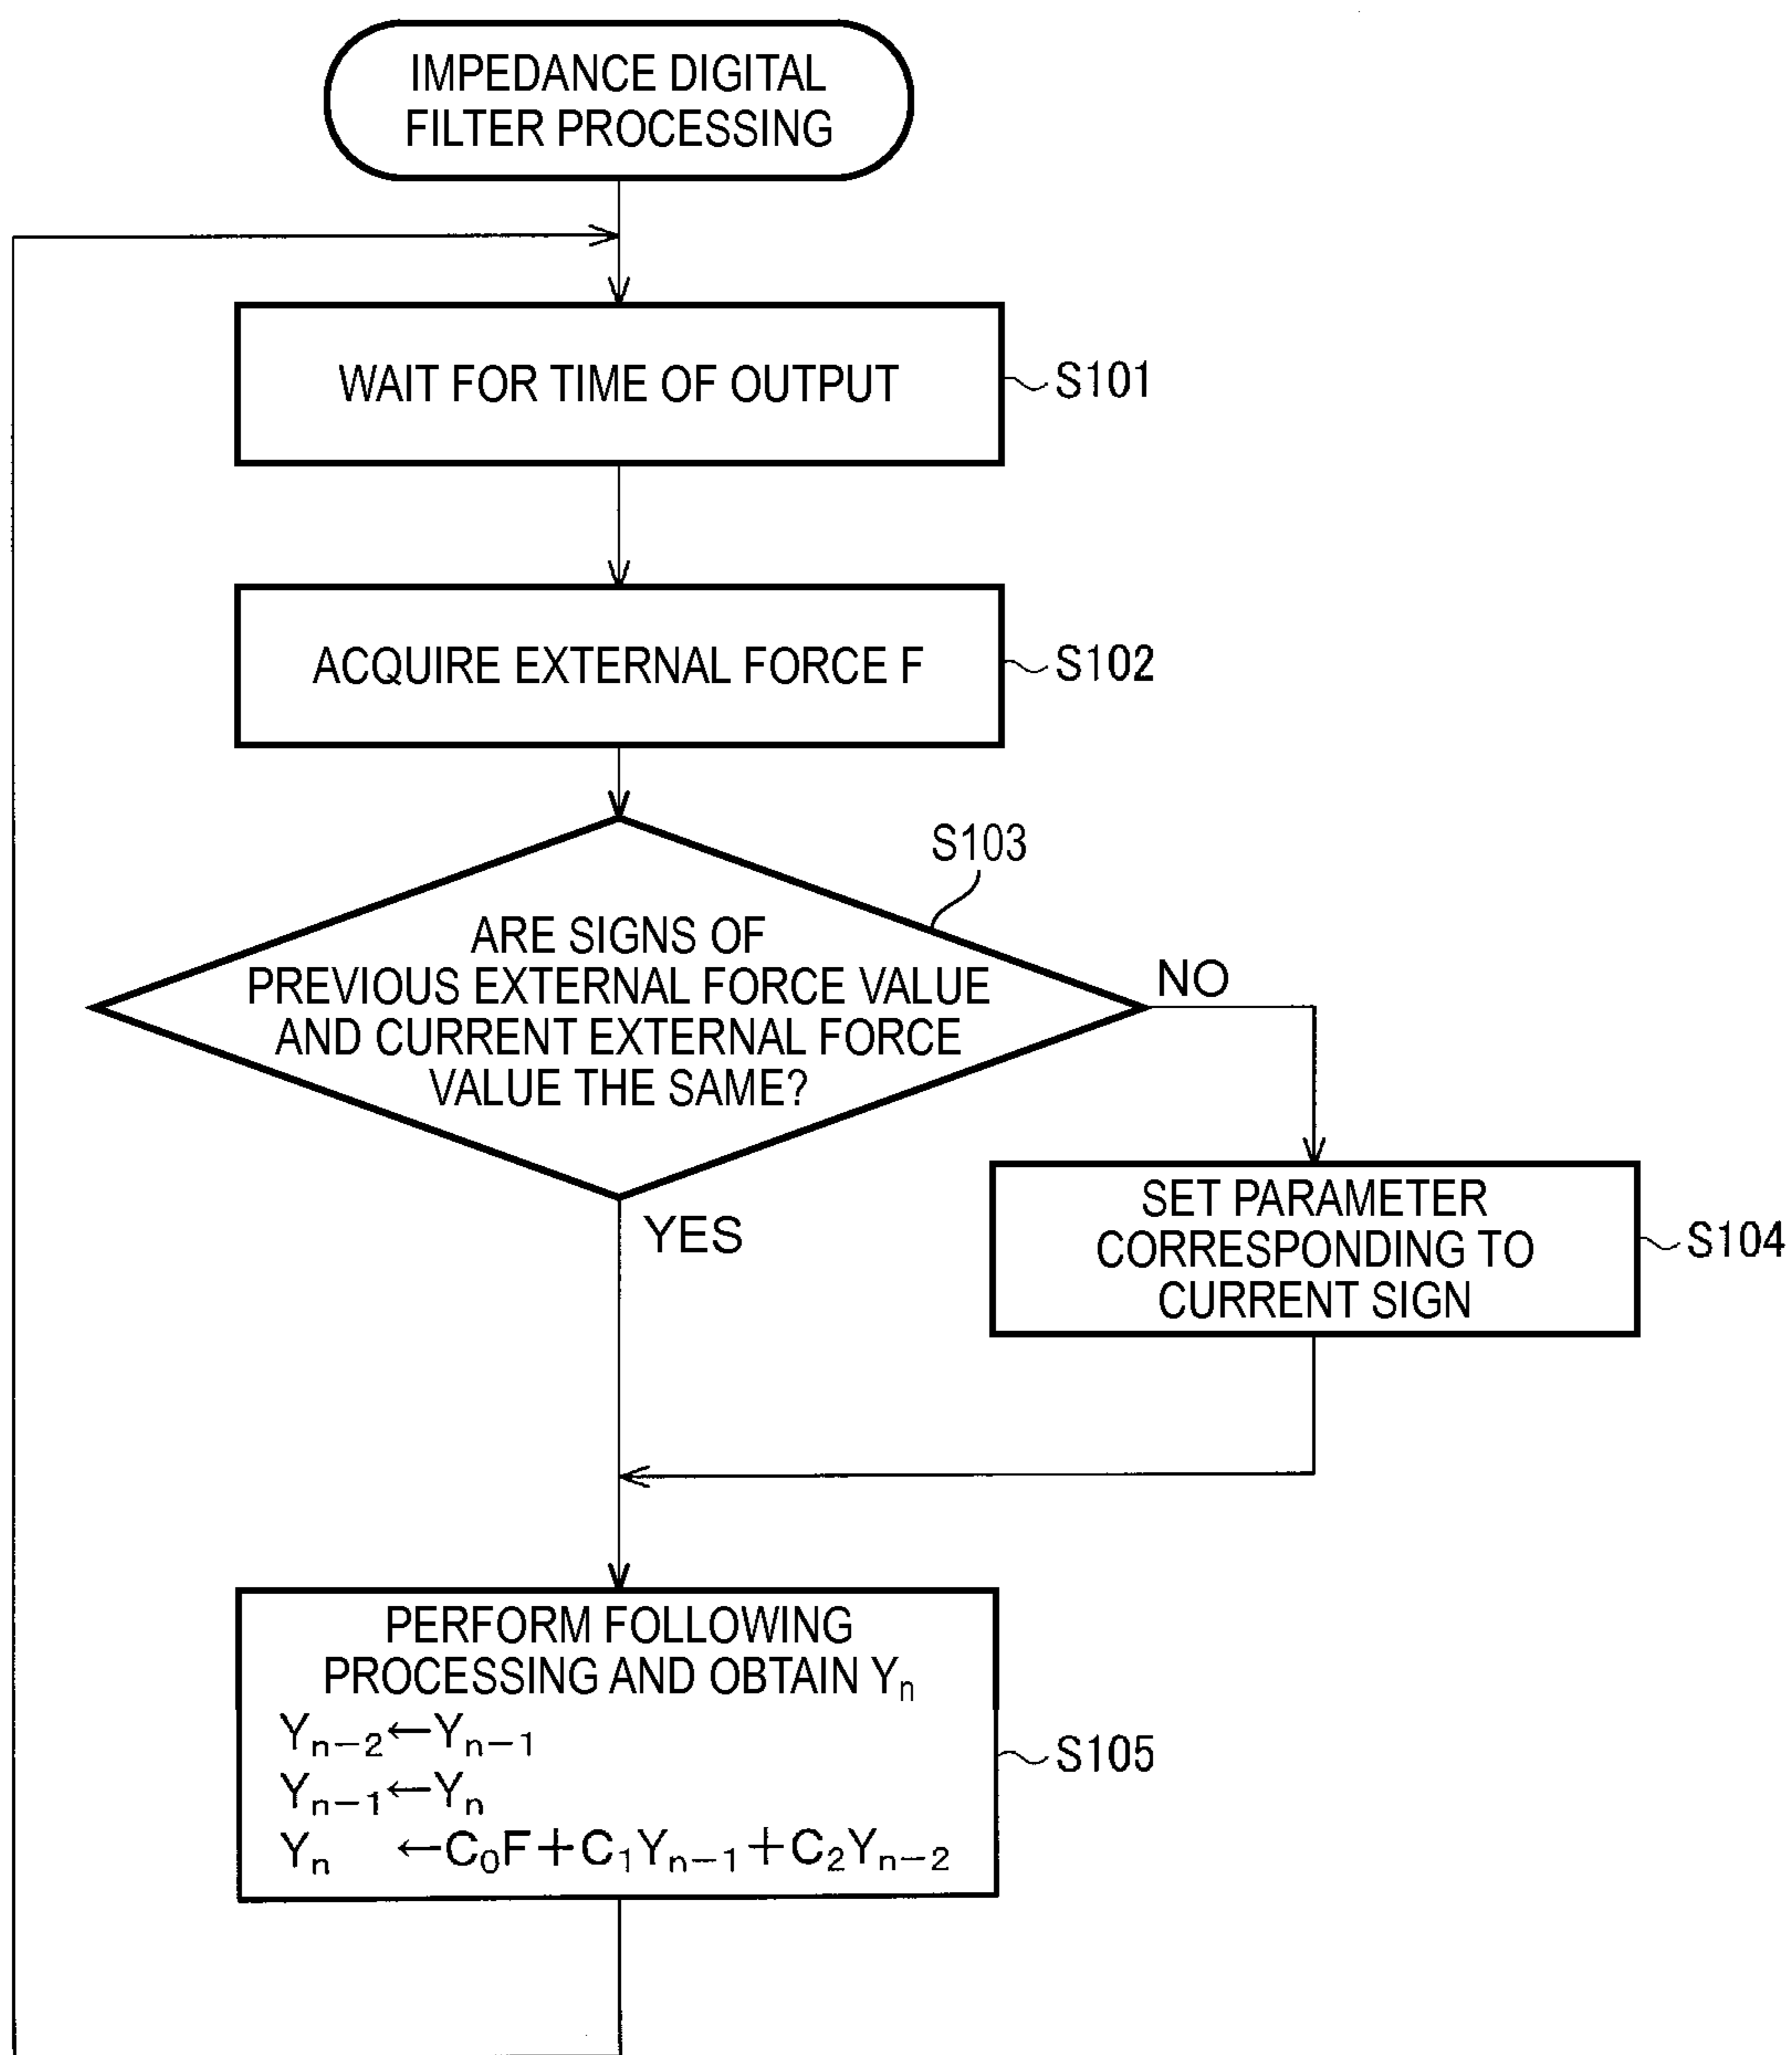 IMPEDANCE DIGITAL
FILTER PROCESSING
WAIT FOR TIME OF OUTPUT
S101
ACQUIRE EXTERNAL FORCE F
S102
S103
ARE SIGNS OF
PREVIOUS EXTERNAL FORCE VALUE
AND CURRENT EXTERNAL FORCE
VALUE THE SAME?
NO
YES
SET PARAMETER
CORRESPONDING TO
CURRENT SIGN
S104
PERFORM FOLLOWING
PROCESSING AND OBTAIN Yₙ
Yₙ₋₂←Yₙ₋₁
Yₙ₋₁←Yₙ
Yₙ ←C₀F+C₁Yₙ₋₁+C₂Yₙ₋₂
S105